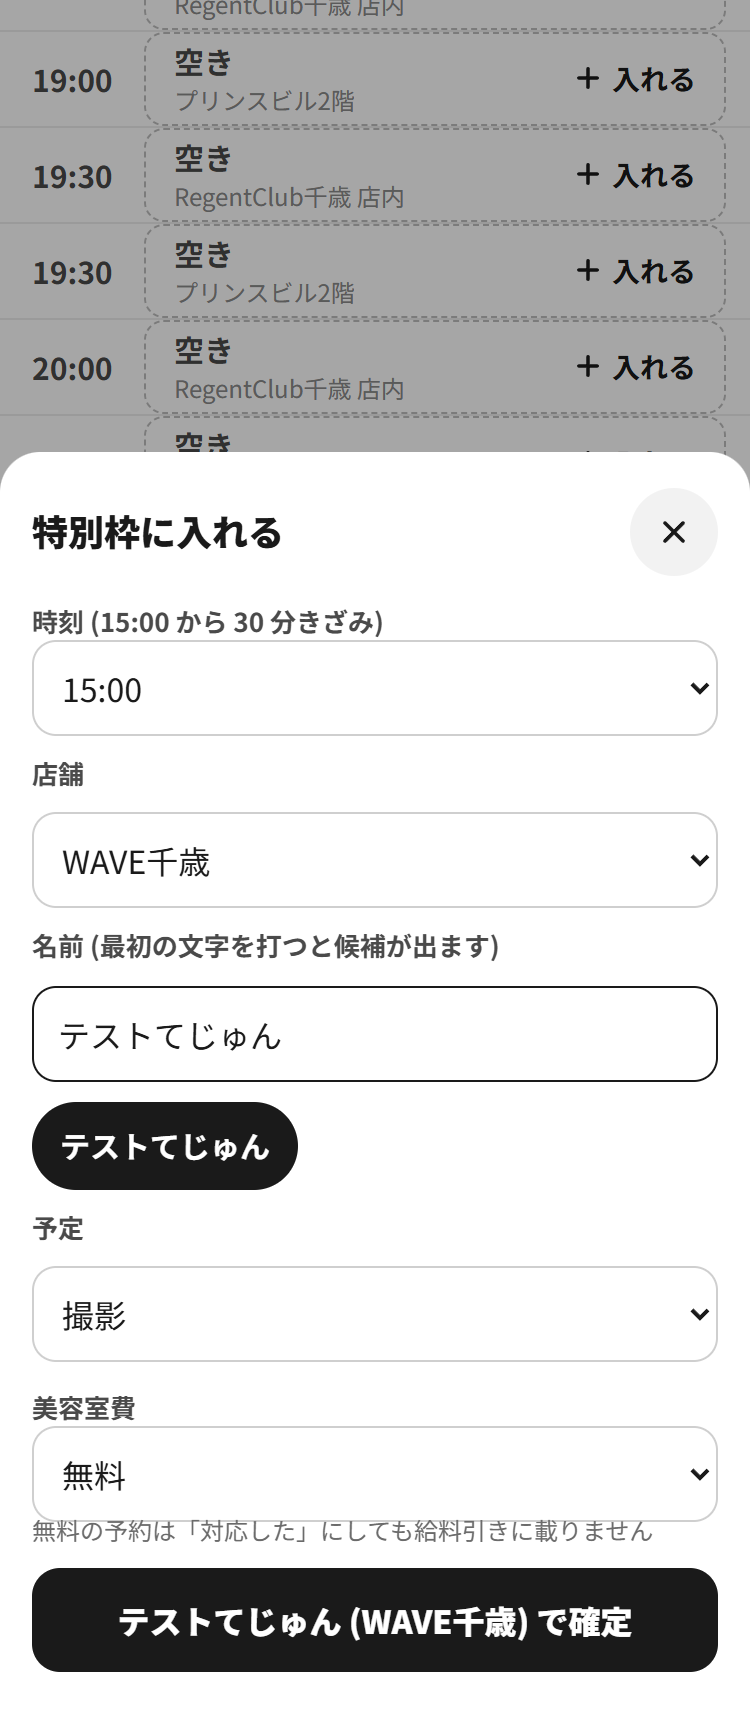 RegentClub千歳 店内
19:00
空き
プリンスビル2階
+ 入れる
19:30
空き
RegentClub千歳 店内
+ 入れる
19:30
空き
プリンスビル2階
+ 入れる
20:00
空き
RegentClub千歳 店内
+ 入れる
空き
特別枠に入れる
時刻 (15:00 から 30 分きざみ)
15:00
店舗
WAVE千歳
名前 (最初の文字を打つと候補が出ます)
テストてじゅん
テストてじゅん
予定
撮影
美容室費
無料
無料の予約は「対応した」にしても給料引きに載りません
テストてじゅん (WAVE千歳) で確定